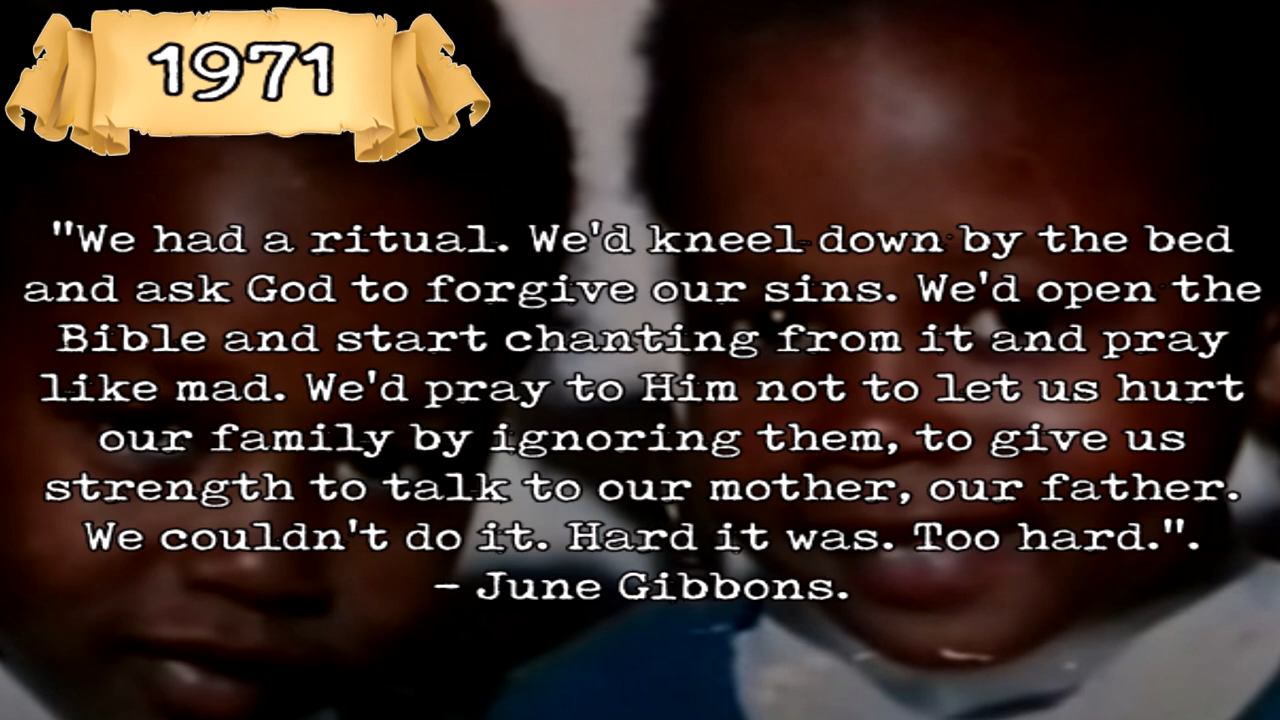 1971
"We had a ritual. We'd kneel down by the bed
and ask God to forgive our sins. We'd open the
Bible and start chanting from it and pray
like mad. We'd pray to Him not to let us hurt
our family by ignoring them, to give us
strength to talk to our mother, our father.
We couldn't do it. Hard it was. Too hard.".
- June Gibbons.